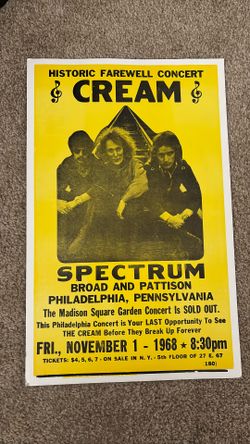 HISTORIC FAREWELL CONCERT
CREAM
SPECTRUM
BROAD AND PATTISON
PHILADELPHIA, PENNSYLVANIA
The Madison Square Garden Concert Is SOLD OUT.
This Philadelphia Concert is Your LAST Opportunity To See
THE CREAM Before They Break Up Forever
FRI., NOVEMBER 1 - 1968 ★ 8:30pm
TICKETS: $4, 5, 6, 7 - ON SALE IN N.Y. - 5th FLOOR OF 27 E. 67